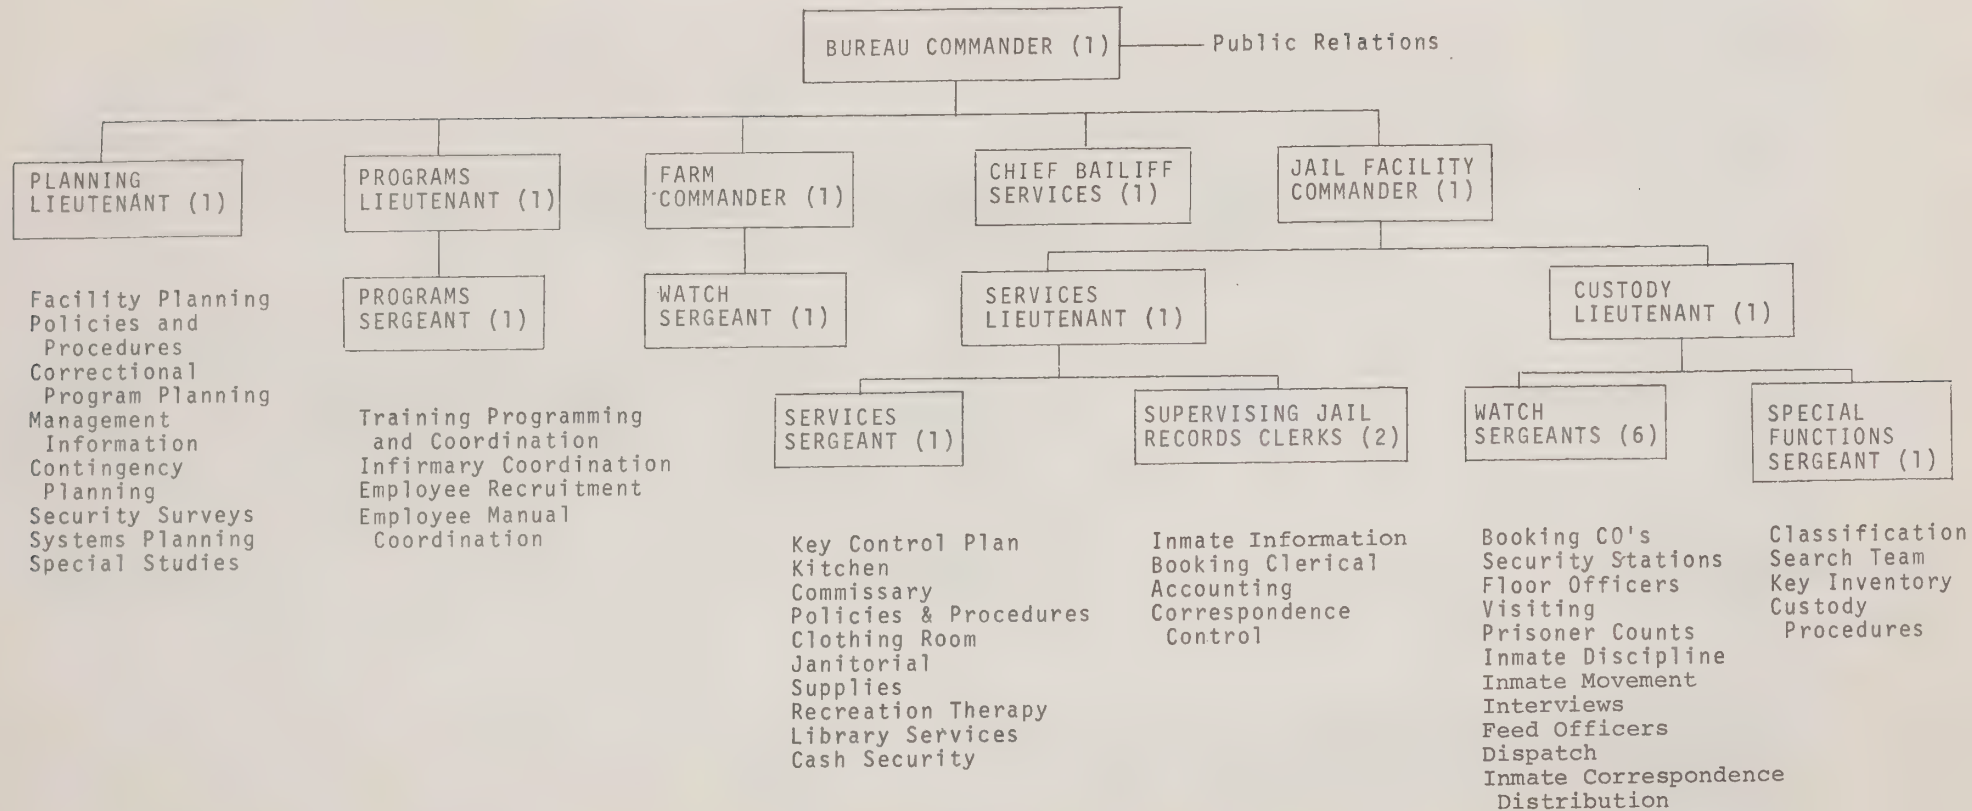 BUREAU COMMANDER (1)
Public Relations
PLANNING
LIEUTENANT (1)
PROGRAMS
LIEUTENANT (1)
FARM
COMMANDER (1)
CHIEF BAILIFF
SERVICES (1)
JAIL FACILITY
COMMANDER (1)
Facility Planning
Policies and
Procedures
Correctional
Program Planning
Management
Information
Contingency
Planning
Security Surveys
Systems Planning
Special Studies
PROGRAMS
SERGEANT (1)
Training Programming
and Coordination
Infirmary Coordination
Employee Recruitment
Employee Manual
Coordination
WATCH
SERGEANT (1)
SERVICES
LIEUTENANT (1)
CUSTODY
LIEUTENANT (1)
SERVICES
SERGEANT (1)
SUPERVISING JAIL
RECORDS CLERKS (2)
WATCH
SERGEANTS (6)
SPECIAL
FUNCTIONS
SERGEANT (1)
Key Control Plan
Kitchen
Commissary
Policies & Procedures
Clothing Room
Janitorial
Supplies
Recreation Therapy
Library Services
Cash Security
Inmate Information
Booking Clerical
Accounting
Correspondence
Control
Booking CO's
Security Stations
Floor Officers
Visiting
Prisoner Counts
Inmate Discipline
Inmate Movement
Interviews
Feed Officers
Dispatch
Inmate Correspondence
Distribution
Classification
Search Team
Key Inventory
Custody
Procedures